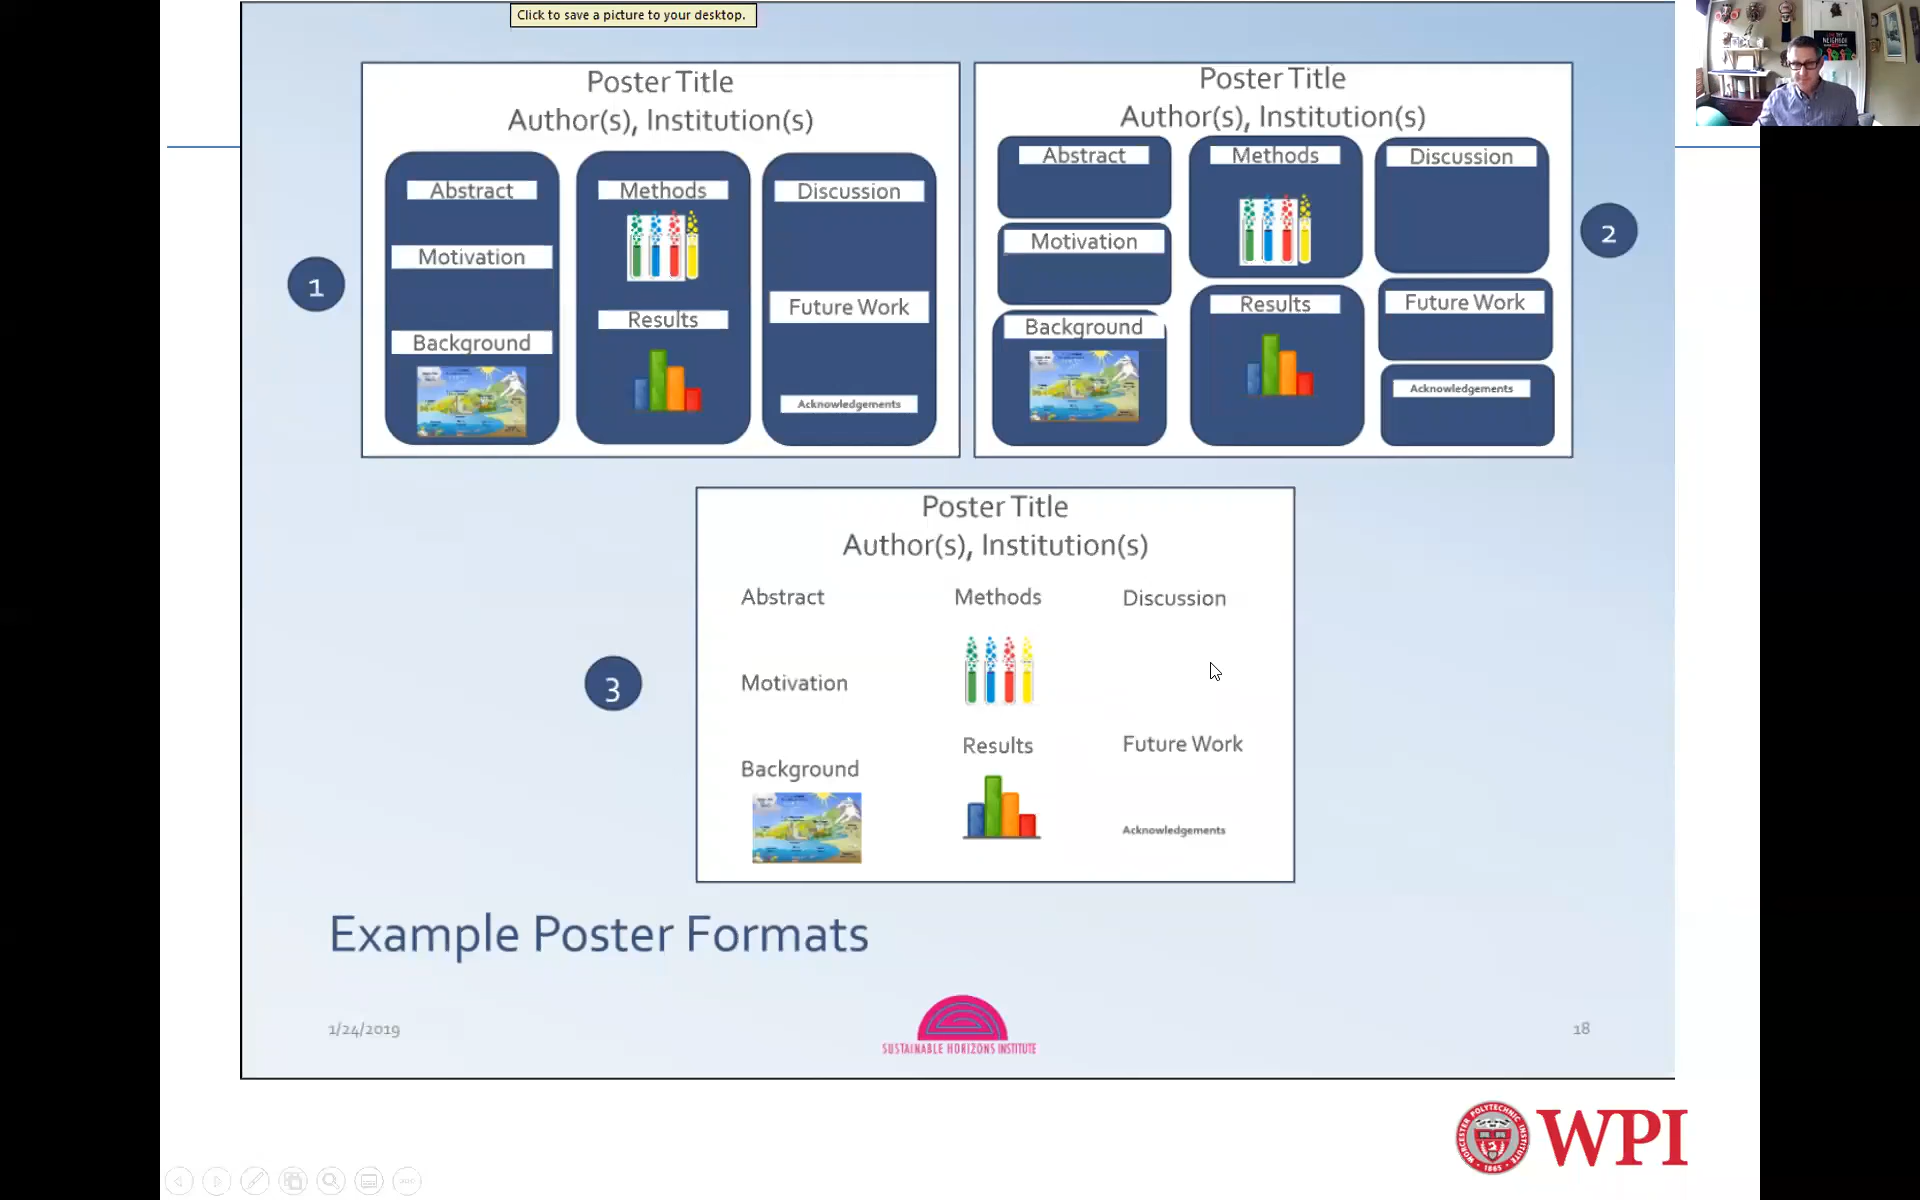 Click to save a picture to your desktop.
Poster Title
Author(s), Institution(s)
Abstract
Motivation
Background
Methods
Results
Discussion
Future Work
Acknowledgements
1
Poster Title
Author(s), Institution(s)
Abstract
Motivation
Background
Methods
Results
Discussion
Future Work
Acknowledgements
2
Poster Title
Author(s), Institution(s)
Abstract
Motivation
Background
Methods
Results
Discussion
Future Work
Acknowledgements
3
Example Poster Formats
1/24/2019
SUSTAINABLE HORIZONS INSTITUTE
18
WORCESTER POLYTECHNIC INSTITUTE
1865
WPI
NEIGHBOR